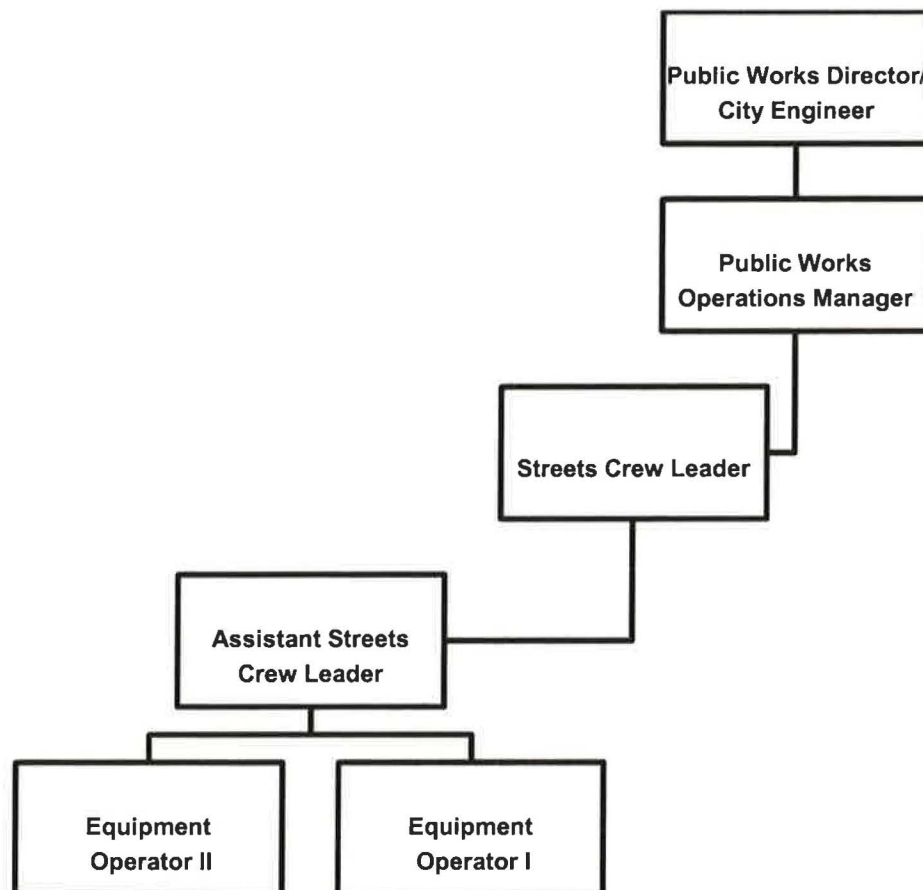 Public Works Director/
City Engineer
Public Works
Operations Manager
Streets Crew Leader
Assistant Streets
Crew Leader
Equipment
Operator II
Equipment
Operator I